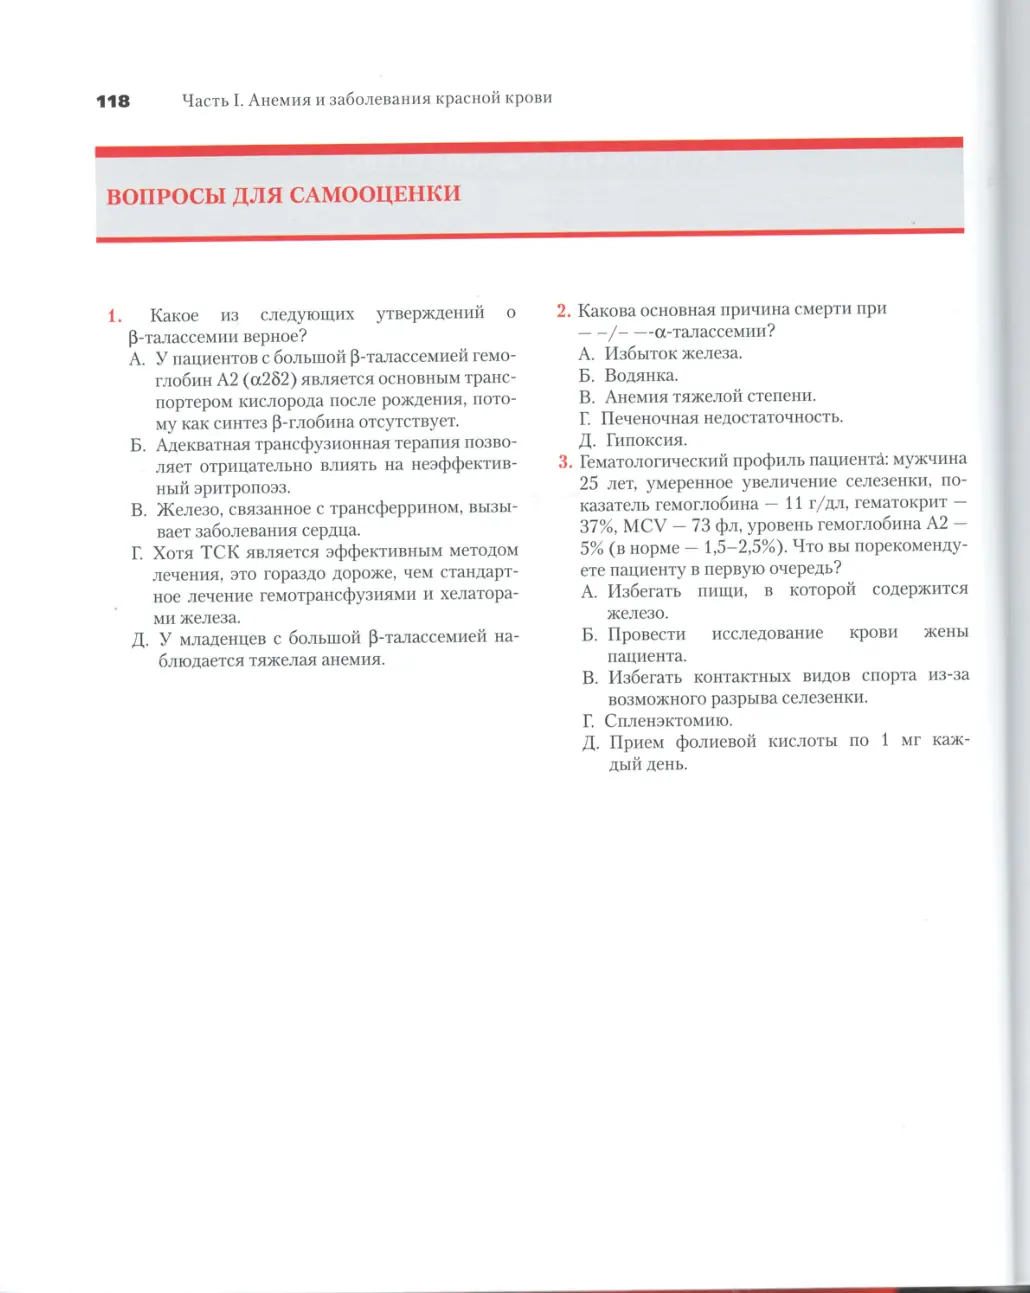 118 Часть I. Анемия и заболевания красной крови
ВОПРОСЫ ДЛЯ САМООЦЕНКИ
1. Какое из следующих утверждений о
β-талассемии верное?
А. У пациентов с большой β-талассемией гемо-
глобин А2 (α2δ2) является основным транс-
портером кислорода после рождения, пото-
му как синтез β-глобина отсутствует.
Б. Адекватная трансфузионная терапия позво-
ляет отрицательно влиять на неэффектив-
ный эритропоэз.
В. Железо, связанное с трансферрином, вызы-
вает заболевания сердца.
Г. Хотя ТСК является эффективным методом
лечения, это гораздо дороже, чем стандарт-
ное лечение гемотрансфузиями и хелатора-
ми железа.
Д. У младенцев с большой β-талассемией на-
блюдается тяжелая анемия.
2. Какова основная причина смерти при
– –/– —-α-талассемии?
А. Избыток железа.
Б. Водянка.
В. Анемия тяжелой степени.
Г. Печеночная недостаточность.
Д. Гипоксия.
3. Гематологический профиль пациента: мужчина
25 лет, умеренное увеличение селезенки, по-
казатель гемоглобина — 11 г/дл, гематокрит —
37%, MCV — 73 фл, уровень гемоглобина А2 —
5% (в норме — 1,5–2,5%). Что вы порекоменду-
ете пациенту в первую очередь?
А. Избегать пищи, в которой содержится
железо.
Б. Провести исследование крови жены
пациента.
В. Избегать контактных видов спорта из-за
возможного разрыва селезенки.
Г. Спленэктомию.
Д. Прием фолиевой кислоты по 1 мг каж-
дый день.